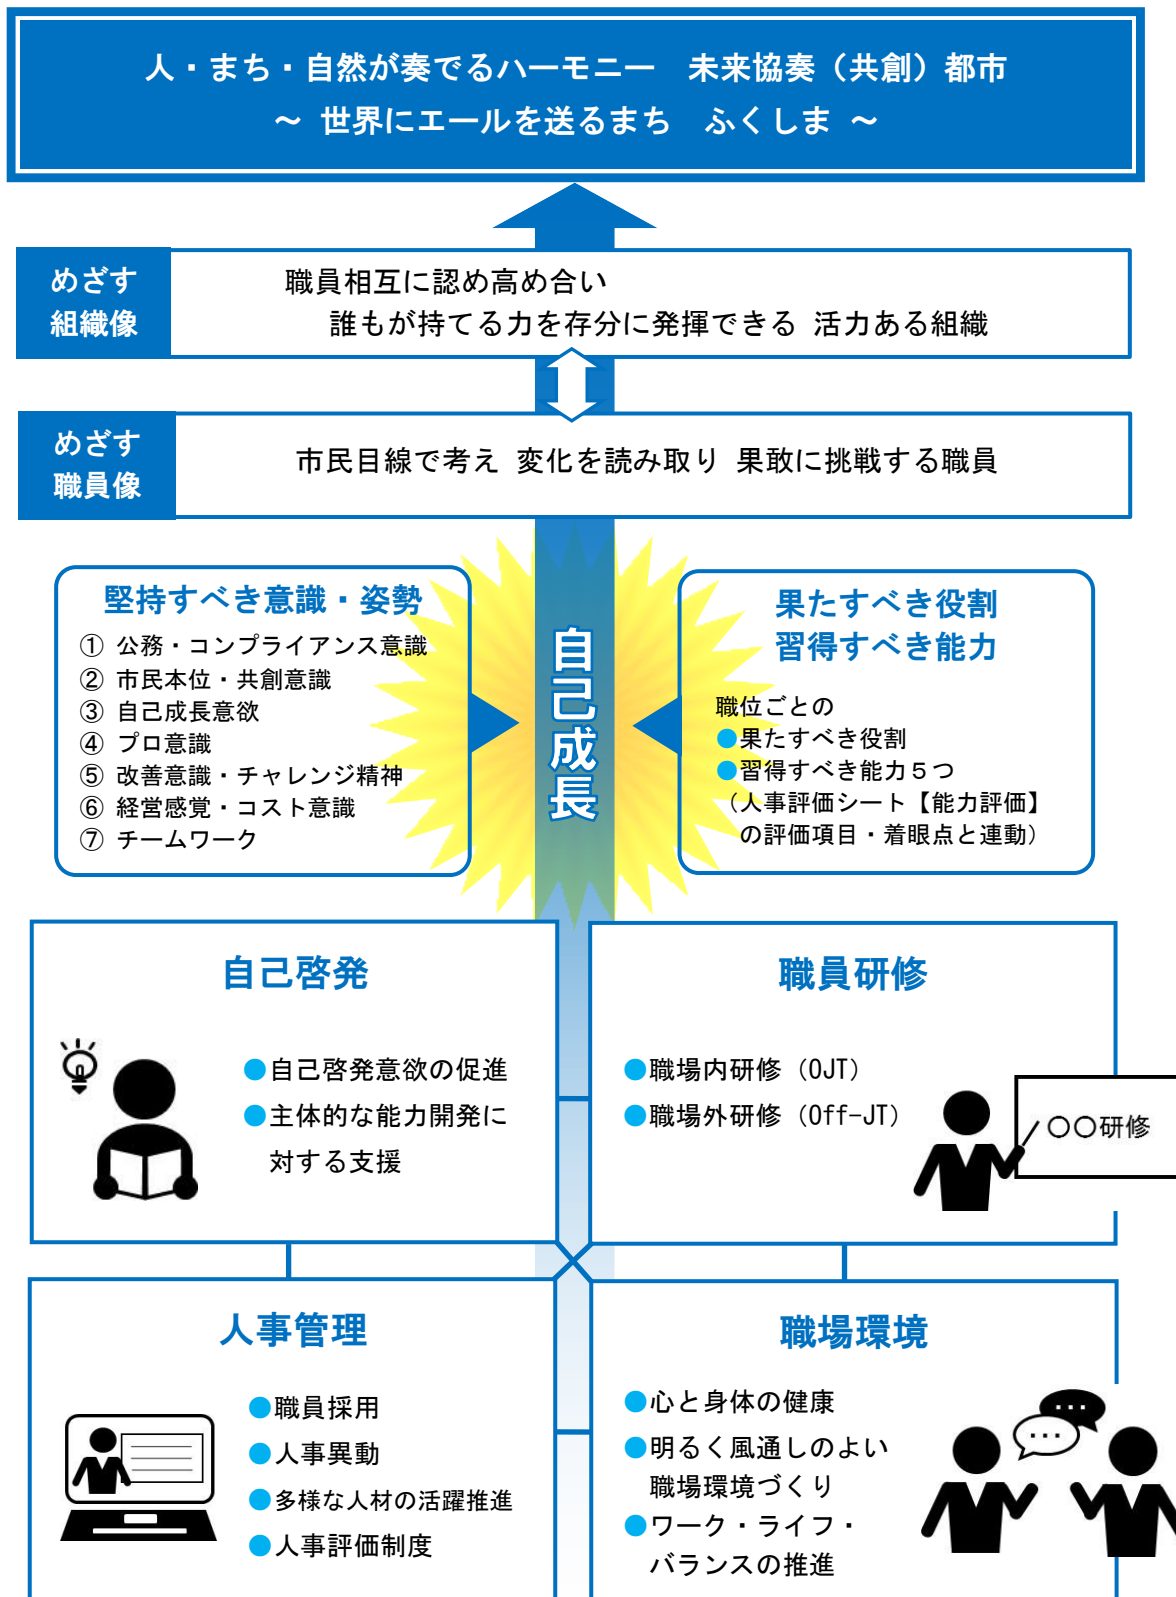 人・まち・自然が奏でるハーモニー　未来協奏（共創）都市
～ 世界にエールを送るまち　ふくしま ～
めざす
組織像
職員相互に認め高め合い
誰もが持てる力を存分に発揮できる 活力ある組織
めざす
職員像
市民目線で考え 変化を読み取り 果敢に挑戦する職員
堅持すべき意識・姿勢
① 公務・コンプライアンス意識
② 市民本位・共創意識
③ 自己成長意欲
④ プロ意識
⑤ 改善意識・チャレンジ精神
⑥ 経営感覚・コスト意識
⑦ チームワーク
自己成長
果たすべき役割
習得すべき能力
職位ごとの
●果たすべき役割
●習得すべき能力５つ
（人事評価シート【能力評価】
の評価項目・着眼点と連動）
自己啓発
●自己啓発意欲の促進
●主体的な能力開発に
対する支援
職員研修
●職場内研修（OJT）
●職場外研修（Off-JT）
〇〇研修
人事管理
●職員採用
●人事異動
●多様な人材の活躍推進
●人事評価制度
職場環境
●心と身体の健康
●明るく風通しのよい
職場環境づくり
●ワーク・ライフ・
バランスの推進